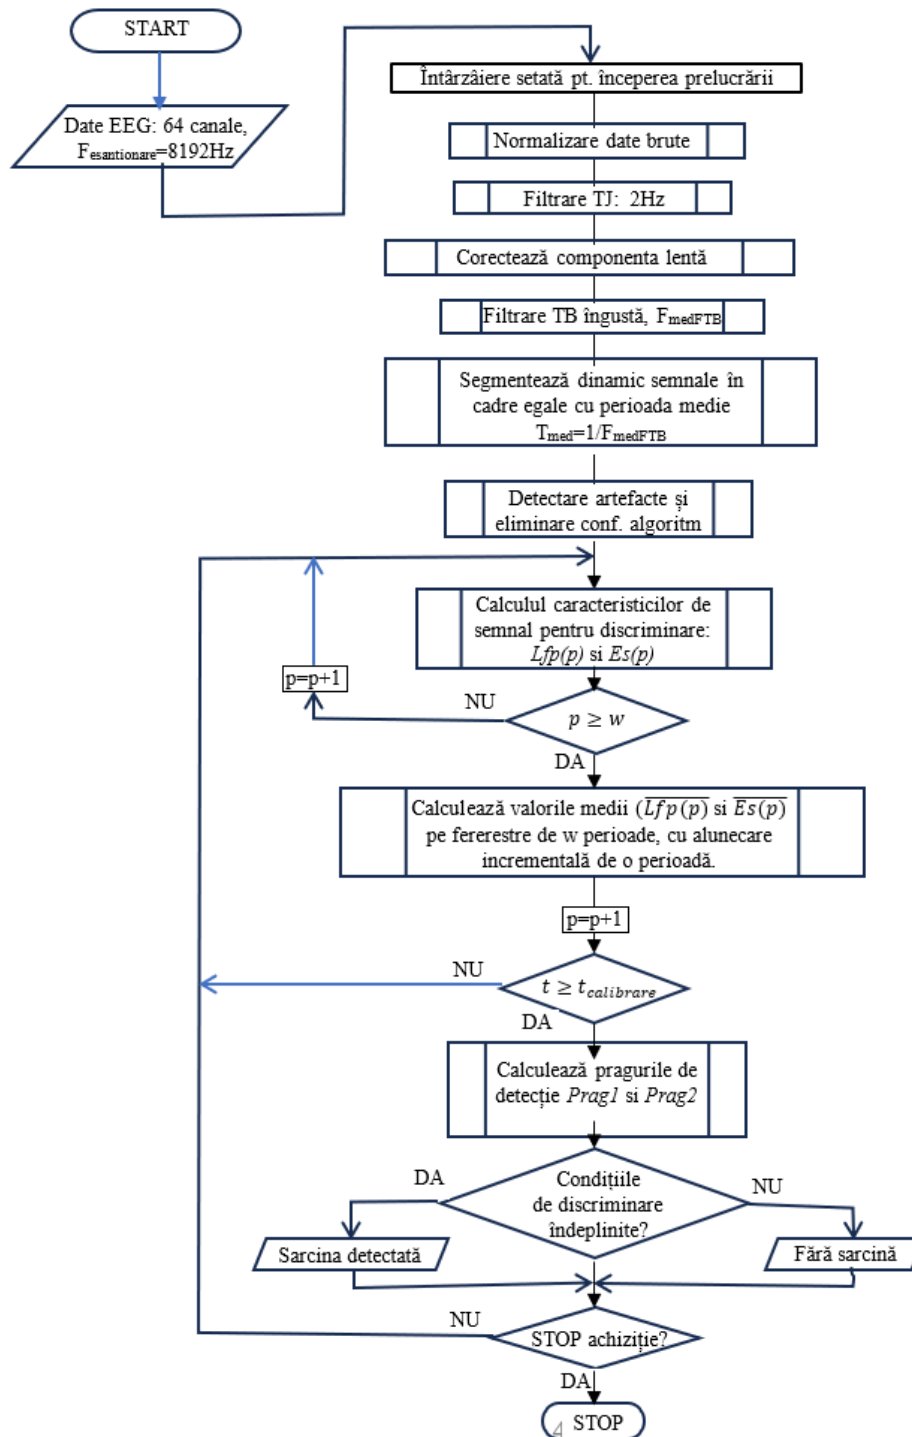 START
Date EEG: 64 canale,
Fesantionare=8192Hz
Întârzâiere setată pt. începerea prelucrării
Normalizare date brute
Filtrare TJ: 2Hz
Corectează componenta lentă
Filtrare TB îngustă, FmedFTB
Segmentează dinamic semnale în
cadre egale cu perioada medie
Tmed=1/FmedFTB
Detectare artefacte și
eliminare conf. algoritm
Calculul caracteristicilor de
semnal pentru discriminare:
Lfp(p) si Es(p)
p=p+1
NU
p ≥ w
DA
Calculează valorile medii (Lfp(p) si Es(p)
pe fererestre de w perioade, cu alunecare
incrementală de o perioadă.
p=p+1
NU
t ≥ tcalibrare
DA
Calculează pragurile de
detecție Prag1 si Prag2
DA
Condițiile
de discriminare
îndeplinite?
NU
Sarcina detectată
Fără sarcină
NU
STOP achiziție?
DA
4 STOP